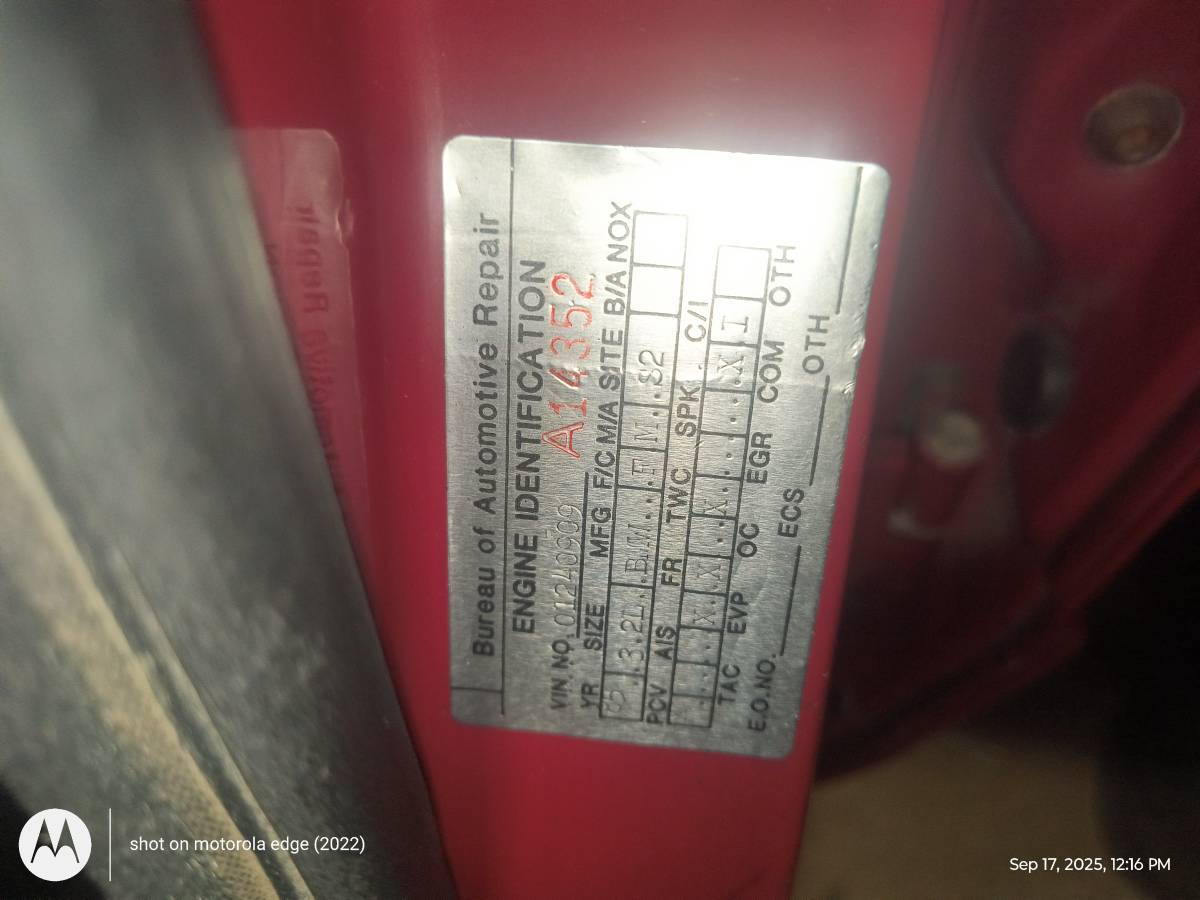 Bureau of Automotive Repair
ENGINE IDENTIFICATION
VIN.NO. 01240909 A14352
YR SIZE MFG F/C M/A SITE B/A NOX
3.2L F M S2
PCV AIS FR TWC SPK C/I
X X X X I
TAC EVP OC EGR COM OTH
E.O.NO. ECS OTH
shot on motorola edge (2022)
Sep 17, 2025, 12:16 PM